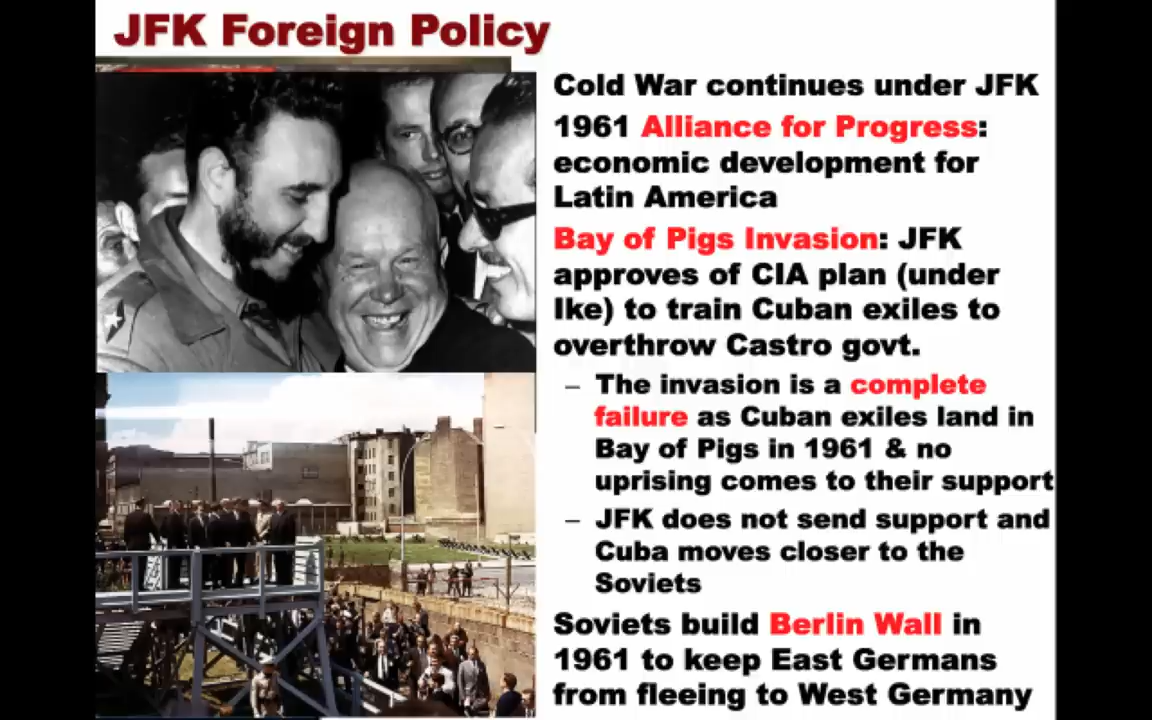 JFK Foreign Policy
Cold War continues under JFK
1961 Alliance for Progress:
economic development for
Latin America
Bay of Pigs Invasion: JFK
approves of CIA plan (under
Ike) to train Cuban exiles to
overthrow Castro govt.
– The invasion is a complete
failure as Cuban exiles land in
Bay of Pigs in 1961 & no
uprising comes to their support
– JFK does not send support and
Cuba moves closer to the
Soviets
Soviets build Berlin Wall in
1961 to keep East Germans
from fleeing to West Germany